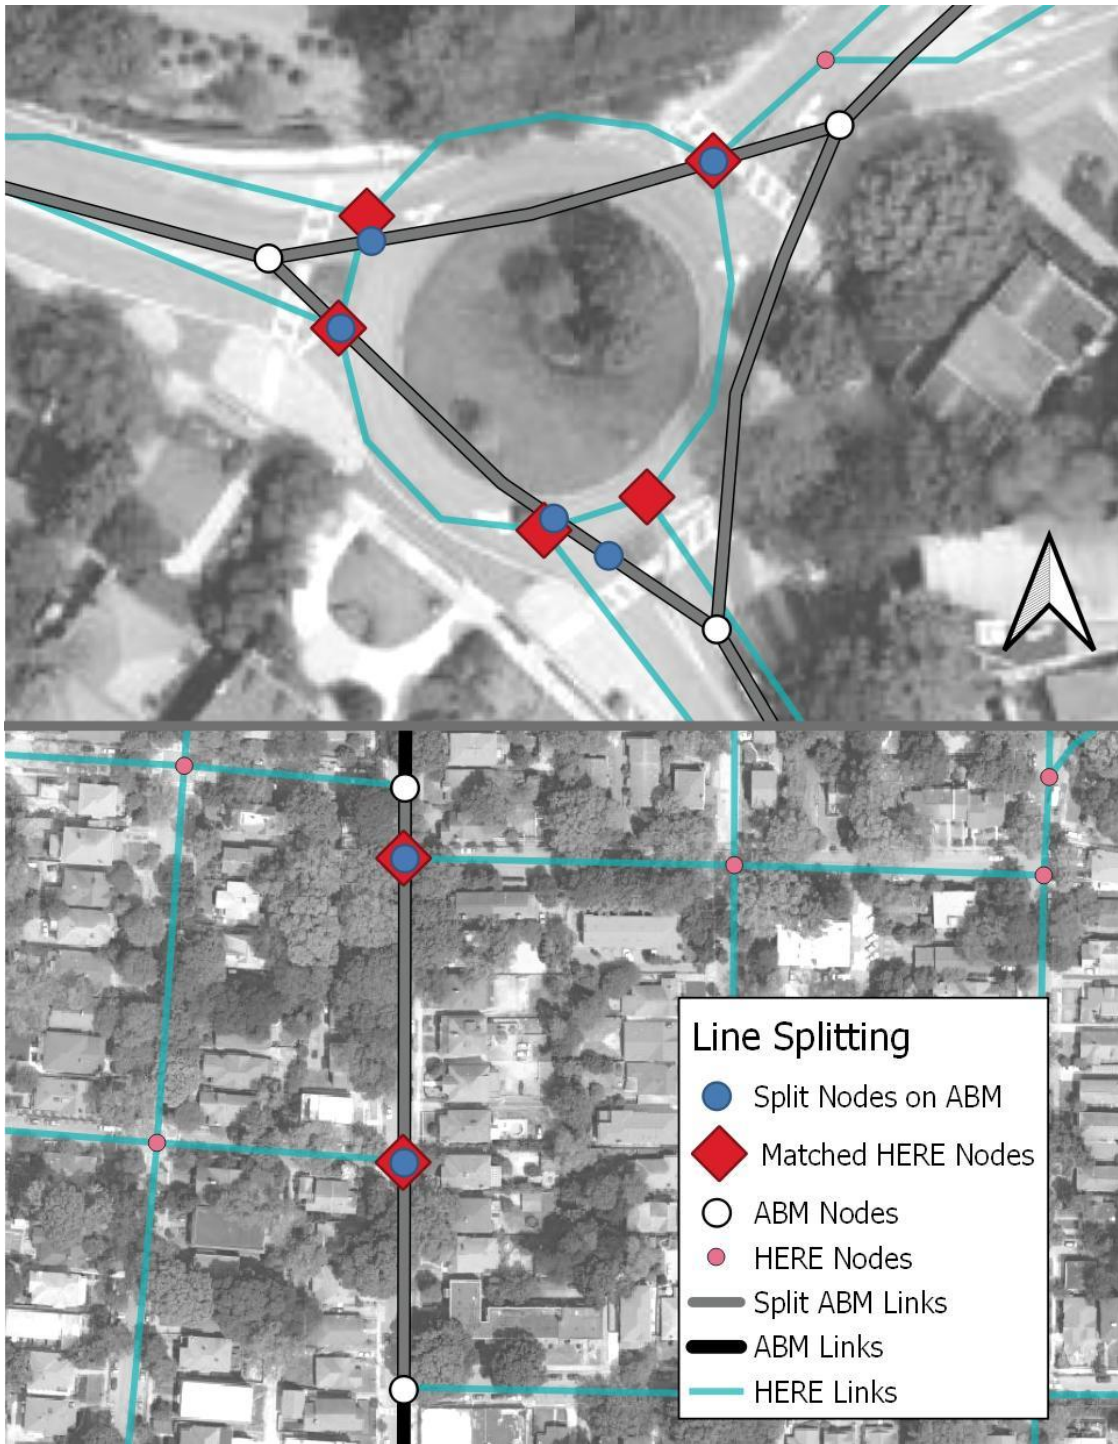 Line Splitting
Split Nodes on ABM
Matched HERE Nodes
ABM Nodes
HERE Nodes
Split ABM Links
ABM Links
HERE Links